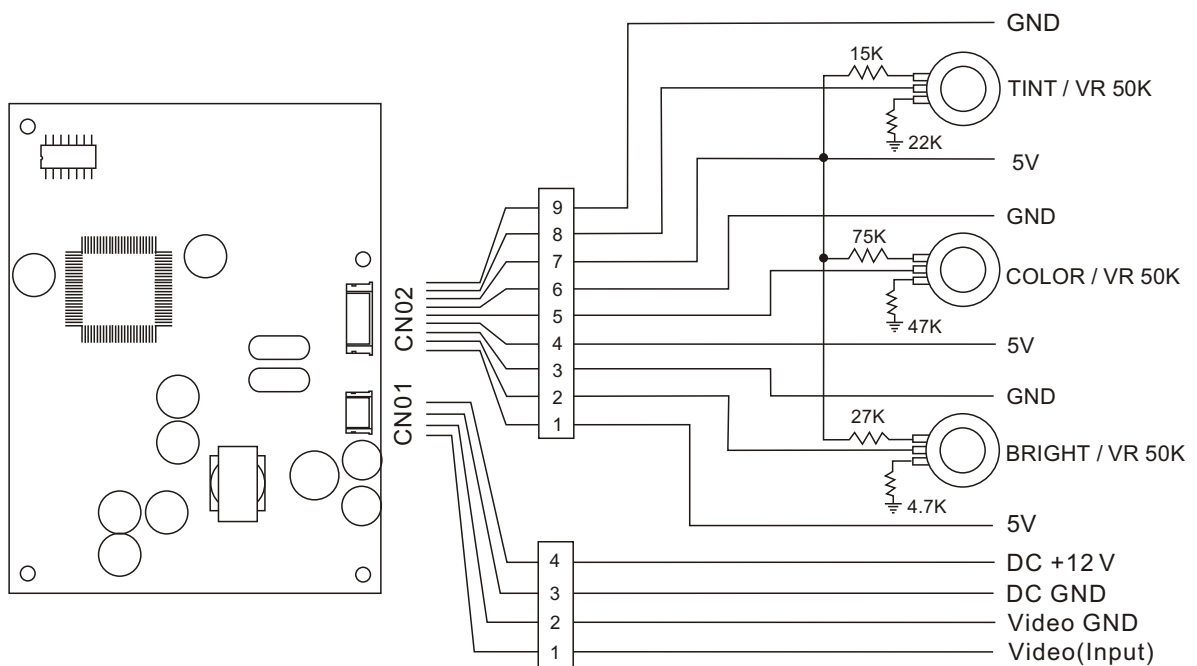 GND
15K
TINT / VR 50K
22K
5V
GND
75K
COLOR / VR 50K
47K
5V
GND
27K
BRIGHT / VR 50K
4.7K
5V
CN02
9
8
7
6
5
4
3
2
1
CN01
4
3
2
1
DC +12 V
DC GND
Video GND
Video(Input)